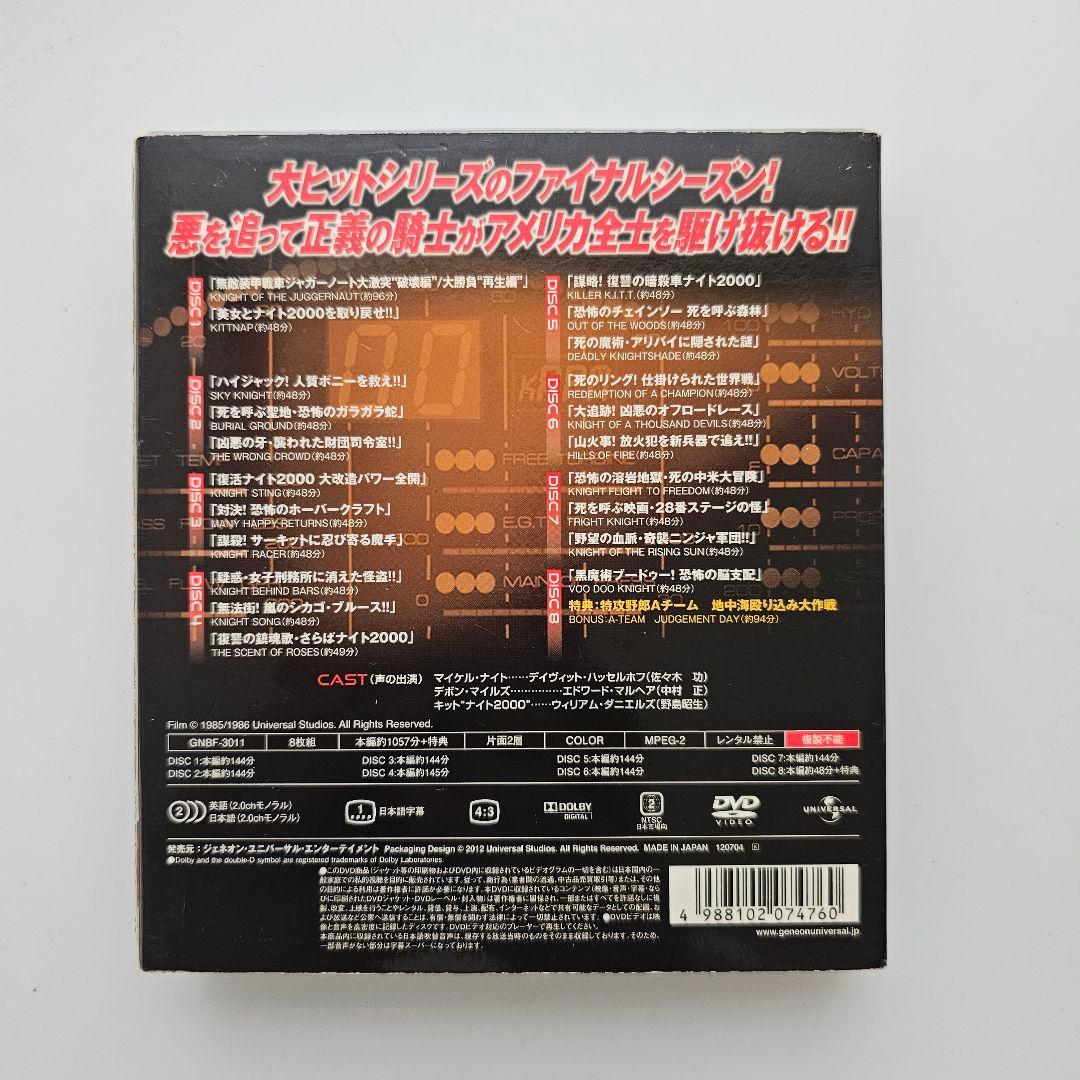 大ヒットシリーズのファイナルシーズン!
悪を追って正義の騎士がアメリカ全土を駆け抜ける!!
DISC 1
「無敵装甲戦車ジャガーノート大激突"破壊編"/大勝負"再生編"」
KNIGHT OF THE JUGGERNAUT(約96分)
「美女とナイト2000を取り戻せ!!」
KITTNAP(約48分)
DISC 2
「ハイジャック! 人質ボニーを救え!!」
SKY KNIGHT(約48分)
「死を呼ぶ聖地・恐怖のガラガラ蛇」
BURIAL GROUND(約48分)
「凶悪の牙・襲われた財団司令室!!」
THE WRONG CROWD(約48分)
DISC 3
「復活ナイト2000 大改造パワー全開」
KNIGHT STING(約48分)
「対決! 恐怖のホーバークラフト」
MANY HAPPY RETURNS(約48分)
「謀殺! サーキットに忍び寄る魔手」
KNIGHT RACER(約48分)
DISC 4
「疑惑・女子刑務所に消えた怪盗!!」
KNIGHT BEHIND BARS(約48分)
「無法街! 嵐のシカゴ・ブルース!!」
KNIGHT SONG(約48分)
「復讐の鎮魂歌・さらばナイト2000」
THE SCENT OF ROSES(約49分)
DISC 5
「謀略! 復讐の暗殺車ナイト2000」
KILLER K.I.T.T.(約48分)
「恐怖のチェインソー 死を呼ぶ森林」
OUT OF THE WOODS(約48分)
「死の魔術・アリバイに隠された謎」
DEADLY KNIGHTSHADE(約48分)
DISC 6
「死のリング! 仕掛けられた世界戦」
REDEMPTION OF A CHAMPION(約48分)
「大追跡! 凶悪のオフロードレース」
KNIGHT OF A THOUSAND DEVILS(約48分)
「山火事! 放火犯を新兵器で追え!!」
HILLS OF FIRE(約48分)
DISC 7
「恐怖の溶岩地獄・死の中米大冒険」
KNIGHT FLIGHT TO FREEDOM(約48分)
「死を呼ぶ映画・28番ステージの怪」
FRIGHT KNIGHT(約48分)
「野望の血脈・奇襲ニンジャ軍団!!」
KNIGHT OF THE RISING SUN(約48分)
DISC 8
「黒魔術ブードゥー! 恐怖の脳支配」
VOO DOO KNIGHT(約48分)
特典:特攻野郎Aチーム 地中海殴り込み大作戦
BONUS:A-TEAM JUDGEMENT DAY(約94分)
CAST(声の出演) マイケル・ナイト……デイヴィット・ハッセルホフ(佐々木 功)
デボン・マイルズ……………エドワード・マルヘア(中村 正)
キット"ナイト2000"……ウィリアム・ダニエルズ(野島昭生)
Film © 1985/1986 Universal Studios. All Rights Reserved.
GNBF-3011 8枚組 本編約1057分+特典 片面2層 COLOR MPEG-2 レンタル禁止 複製不能
DISC 1:本編約144分 DISC 3:本編約144分 DISC 5:本編約144分 DISC 7:本編約144分
DISC 2:本編約144分 DISC 4:本編約145分 DISC 6:本編約144分 DISC 8:本編約48分+特典
2 英語(2.0chモノラル) 日本語(2.0chモノラル)
1 日本語字幕
4:3
DOLBY DIGITAL
2 NTSC 日本市場向
DVD VIDEO
UNIVERSAL
発売元:ジェネオン・ユニバーサル・エンターテイメント Packaging Design © 2012 Universal Studios. All Rights Reserved. MADE IN JAPAN 120704 K
●Dolby and the double-D symbol are registered trademarks of Dolby Laboratories.
4 988102 074760
www.geneonuniversal.jp